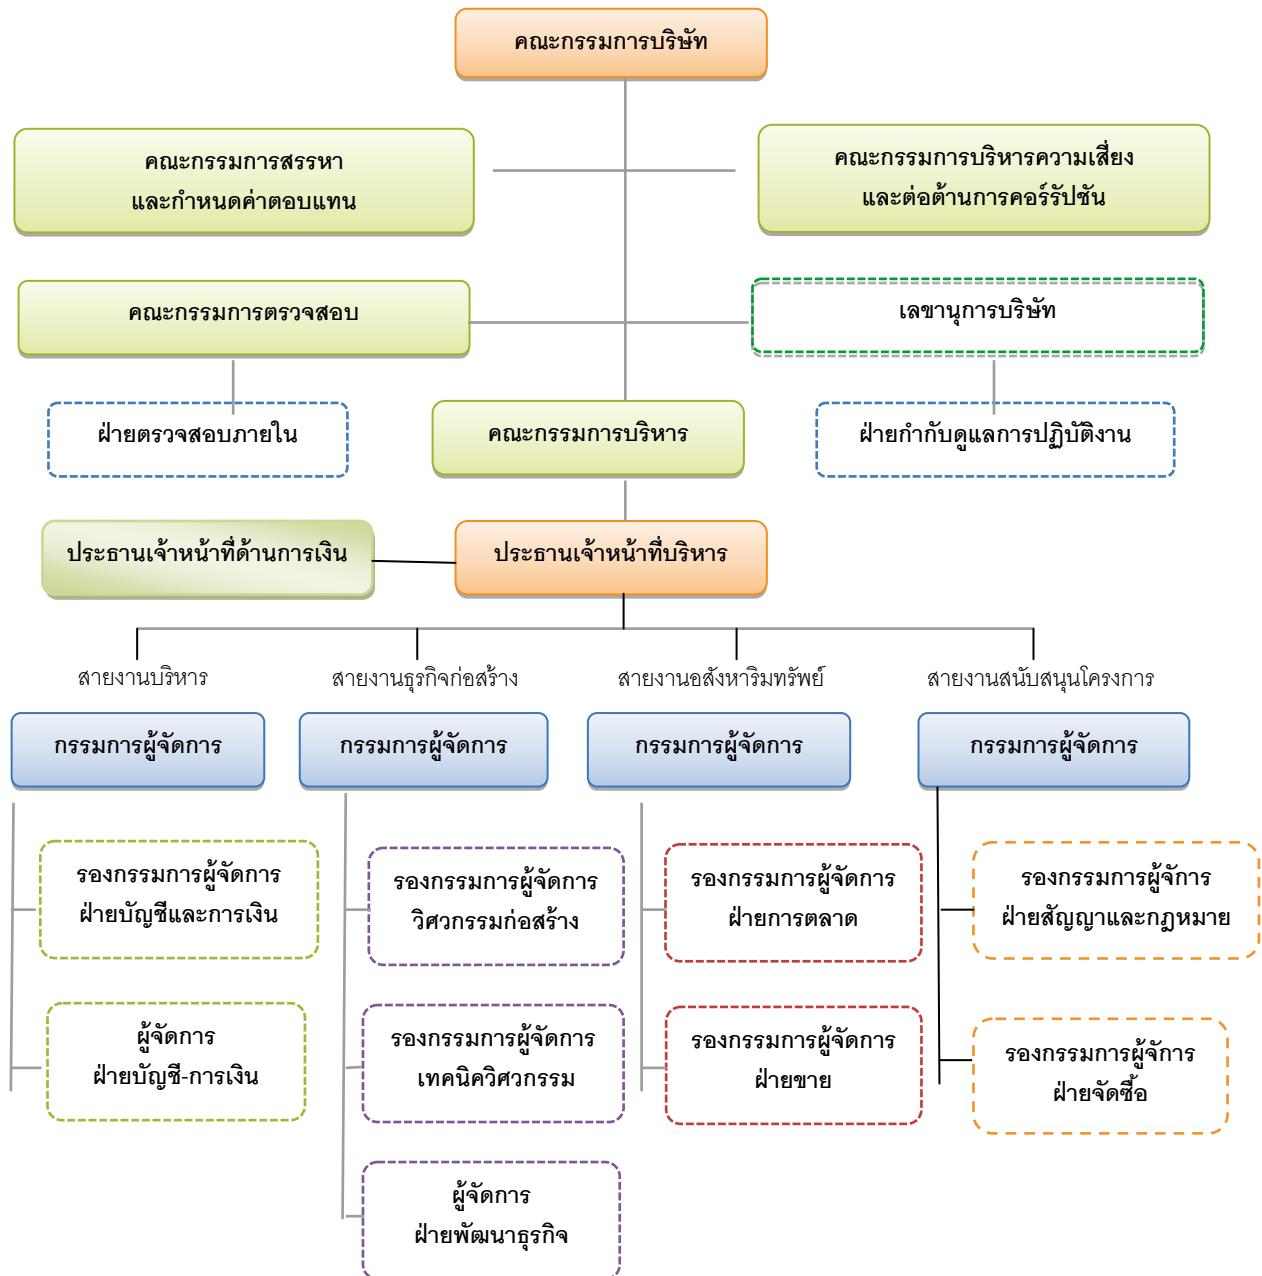 คณะกรรมการบริษัท
คณะกรรมการสรรหา
และกำหนดค่าตอบแทน
คณะกรรมการบริหารความเสี่ยง
และต่อต้านการคอร์รัปชัน
คณะกรรมการตรวจสอบ
เลขานุการบริษัท
ฝ่ายตรวจสอบภายใน
คณะกรรมการบริหาร
ฝ่ายกำกับดูแลการปฏิบัติงาน
ประธานเจ้าหน้าที่ด้านการเงิน
ประธานเจ้าหน้าที่บริหาร
สายงานบริหาร
สายงานธุรกิจก่อสร้าง
สายงานอสังหาริมทรัพย์
สายงานสนับสนุนโครงการ
กรรมการผู้จัดการ
กรรมการผู้จัดการ
กรรมการผู้จัดการ
กรรมการผู้จัดการ
รองกรรมการผู้จัดการ
ฝ่ายบัญชีและการเงิน
รองกรรมการผู้จัดการ
วิศวกรรมก่อสร้าง
รองกรรมการผู้จัดการ
ฝ่ายการตลาด
รองกรรมการผู้จัการ
ฝ่ายสัญญาและกฎหมาย
ผู้จัดการ
ฝ่ายบัญชี-การเงิน
รองกรรมการผู้จัดการ
เทคนิควิศวกรรม
รองกรรมการผู้จัดการ
ฝ่ายขาย
รองกรรมการผู้จัการ
ฝ่ายจัดซื้อ
ผู้จัดการ
ฝ่ายพัฒนาธุรกิจ